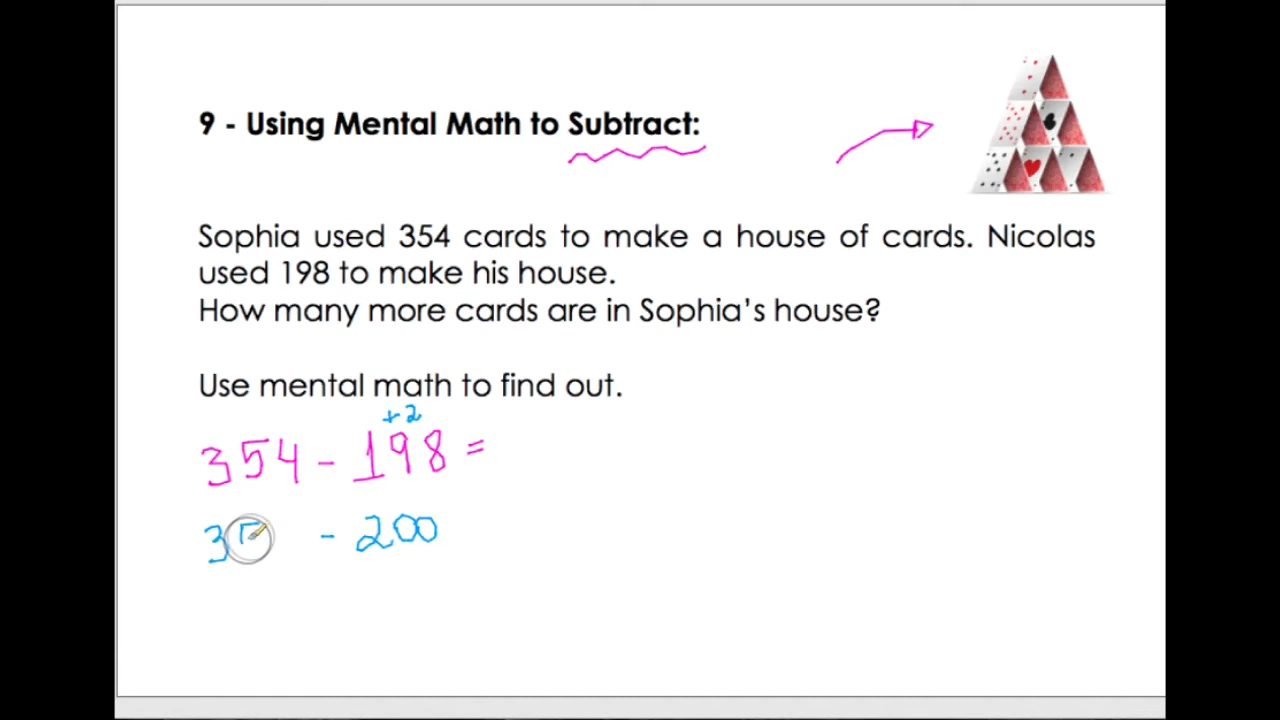 9 - Using Mental Math to Subtract:
Sophia used 354 cards to make a house of cards. Nicolas
used 198 to make his house.
How many more cards are in Sophia’s house?
Use mental math to find out.
+2
354 - 198 =
35 - 200